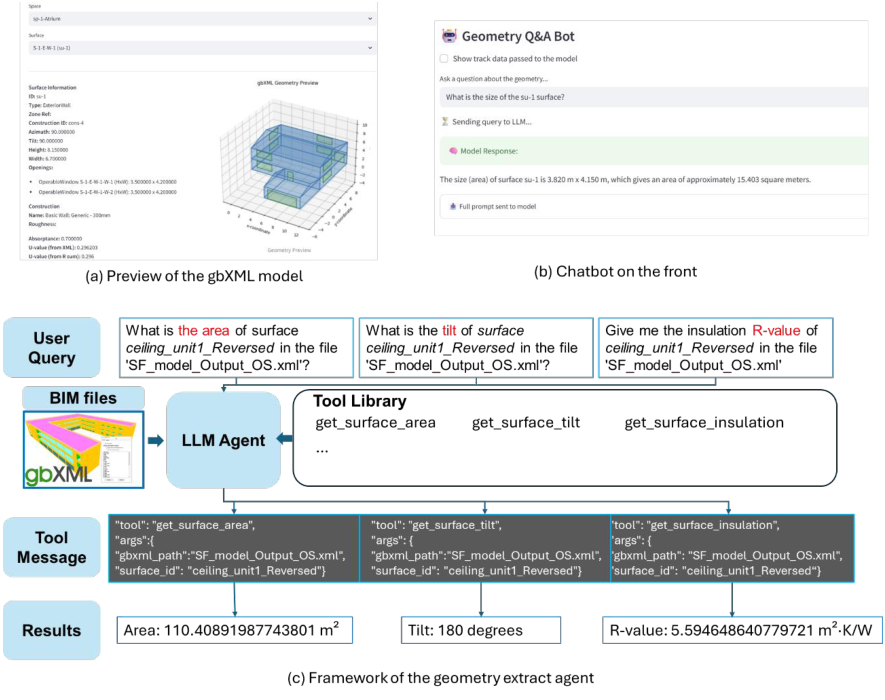 Space
sp-1-Atrium
Surface
S-1-E-W-1 (su-1)
Surface Information
ID: su-1
Type: ExteriorWall
Zone Ref:
Construction ID: cons-4
Azimuth: 90.000000
Tilt: 90.000000
Height: 8.150000
Width: 6.700000
Openings:
• OperableWindow S-1-E-W-1-W-1 (HxW): 3.500000 x 4.200000
• OperableWindow S-1-E-W-1-W-2 (HxW): 3.500000 x 4.200000
Construction
Name: Basic Wall: Generic - 300mm
Roughness:
Absorptance: 0.700000
U-value (from XML): 0.296203
U-value (from R sum): 0.296
gbXML Geometry Preview
x-coordinate
y-coordinate
Geometry Preview
(a) Preview of the gbXML model
Geometry Q&A Bot
Show track data passed to the model
Ask a question about the geometry...
What is the size of the su-1 surface?
Sending query to LLM...
Model Response:
The size (area) of surface su-1 is 3.820 m x 4.150 m, which gives an area of approximately 15.403 square meters.
Full prompt sent to model
(b) Chatbot on the front
User
Query
What is the area of surface
ceiling_unit1_Reversed in the file
'SF_model_Output_OS.xml'?
What is the tilt of surface
ceiling_unit1_Reversed in the file
'SF_model_Output_OS.xml'?
Give me the insulation R-value of
ceiling_unit1_Reversed in the file
'SF_model_Output_OS.xml'
BIM files
gbXML
LLM Agent
Tool Library
get_surface_area get_surface_tilt get_surface_insulation
...
Tool
Message
"tool": "get_surface_area",
"args":{
"gbxml_path":"SF_model_Output_OS.xml",
"surface_id": "ceiling_unit1_Reversed"}
"tool": "get_surface_tilt",
"args": {
"gbxml_path":"SF_model_Output_OS.xml",
"surface_id": "ceiling_unit1_Reversed"}
"tool": "get_surface_insulation",
"args": {
"gbxml_path": "SF_model_Output_OS.xml",
"surface_id": "ceiling_unit1_Reversed"}
Results
Area: 110.40891987743801 m²
Tilt: 180 degrees
R-value: 5.594648640779721 m²·K/W
(c) Framework of the geometry extract agent